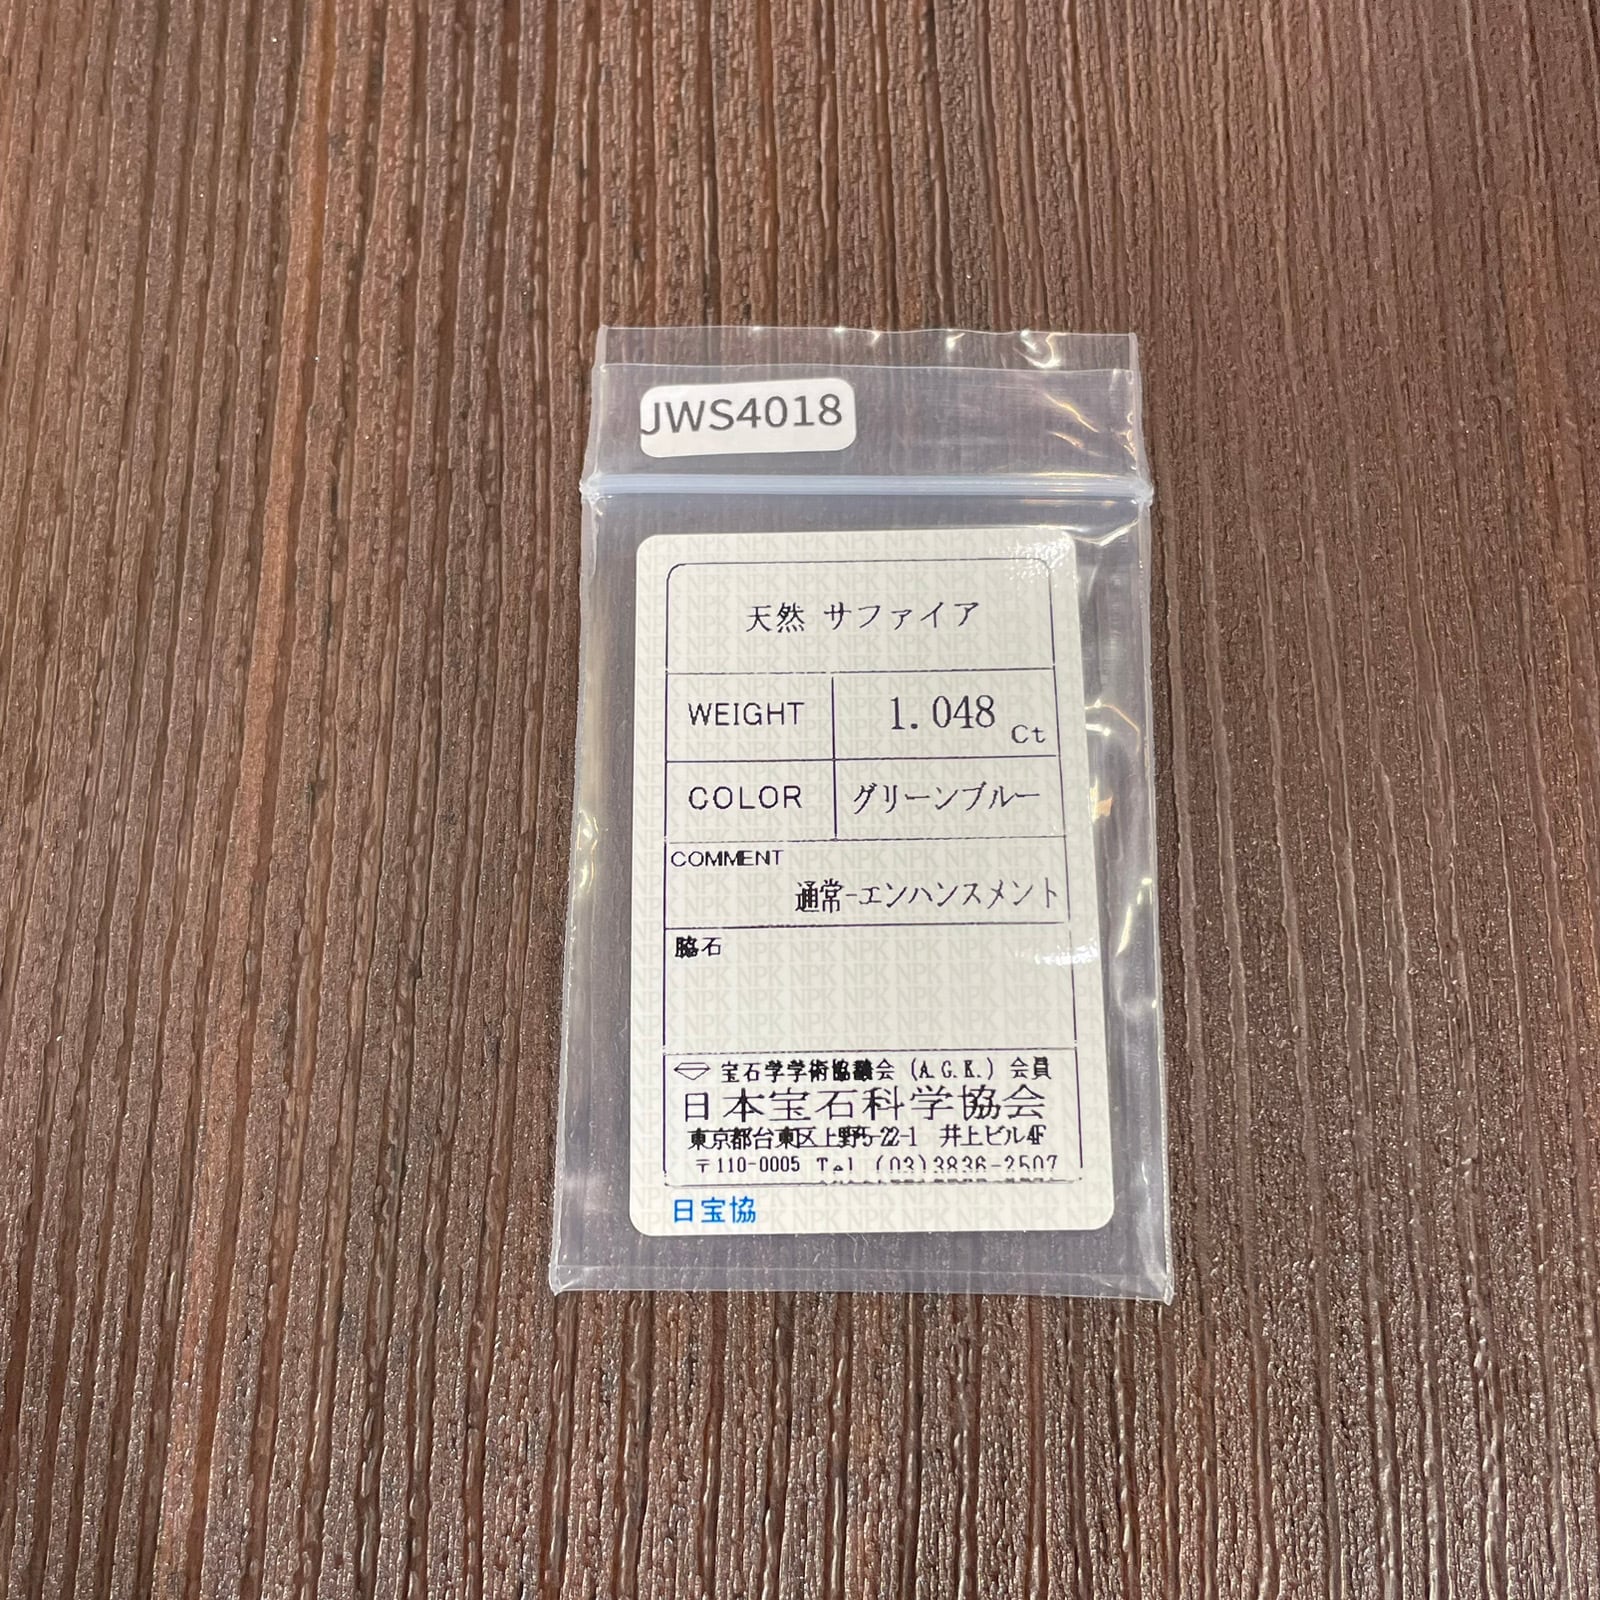 JWS4018
天然 サファイア
WEIGHT 1.048 Ct
COLOR グリーンブルー
COMMENT
通常-エンハンスメント
脇石
宝石学学術協議会 (A.G.K.) 会員
日本宝石科学協会
東京都台東区上野5-22-1 井上ビル4F
〒110-0005 Tel (03)3836-2507
日宝協